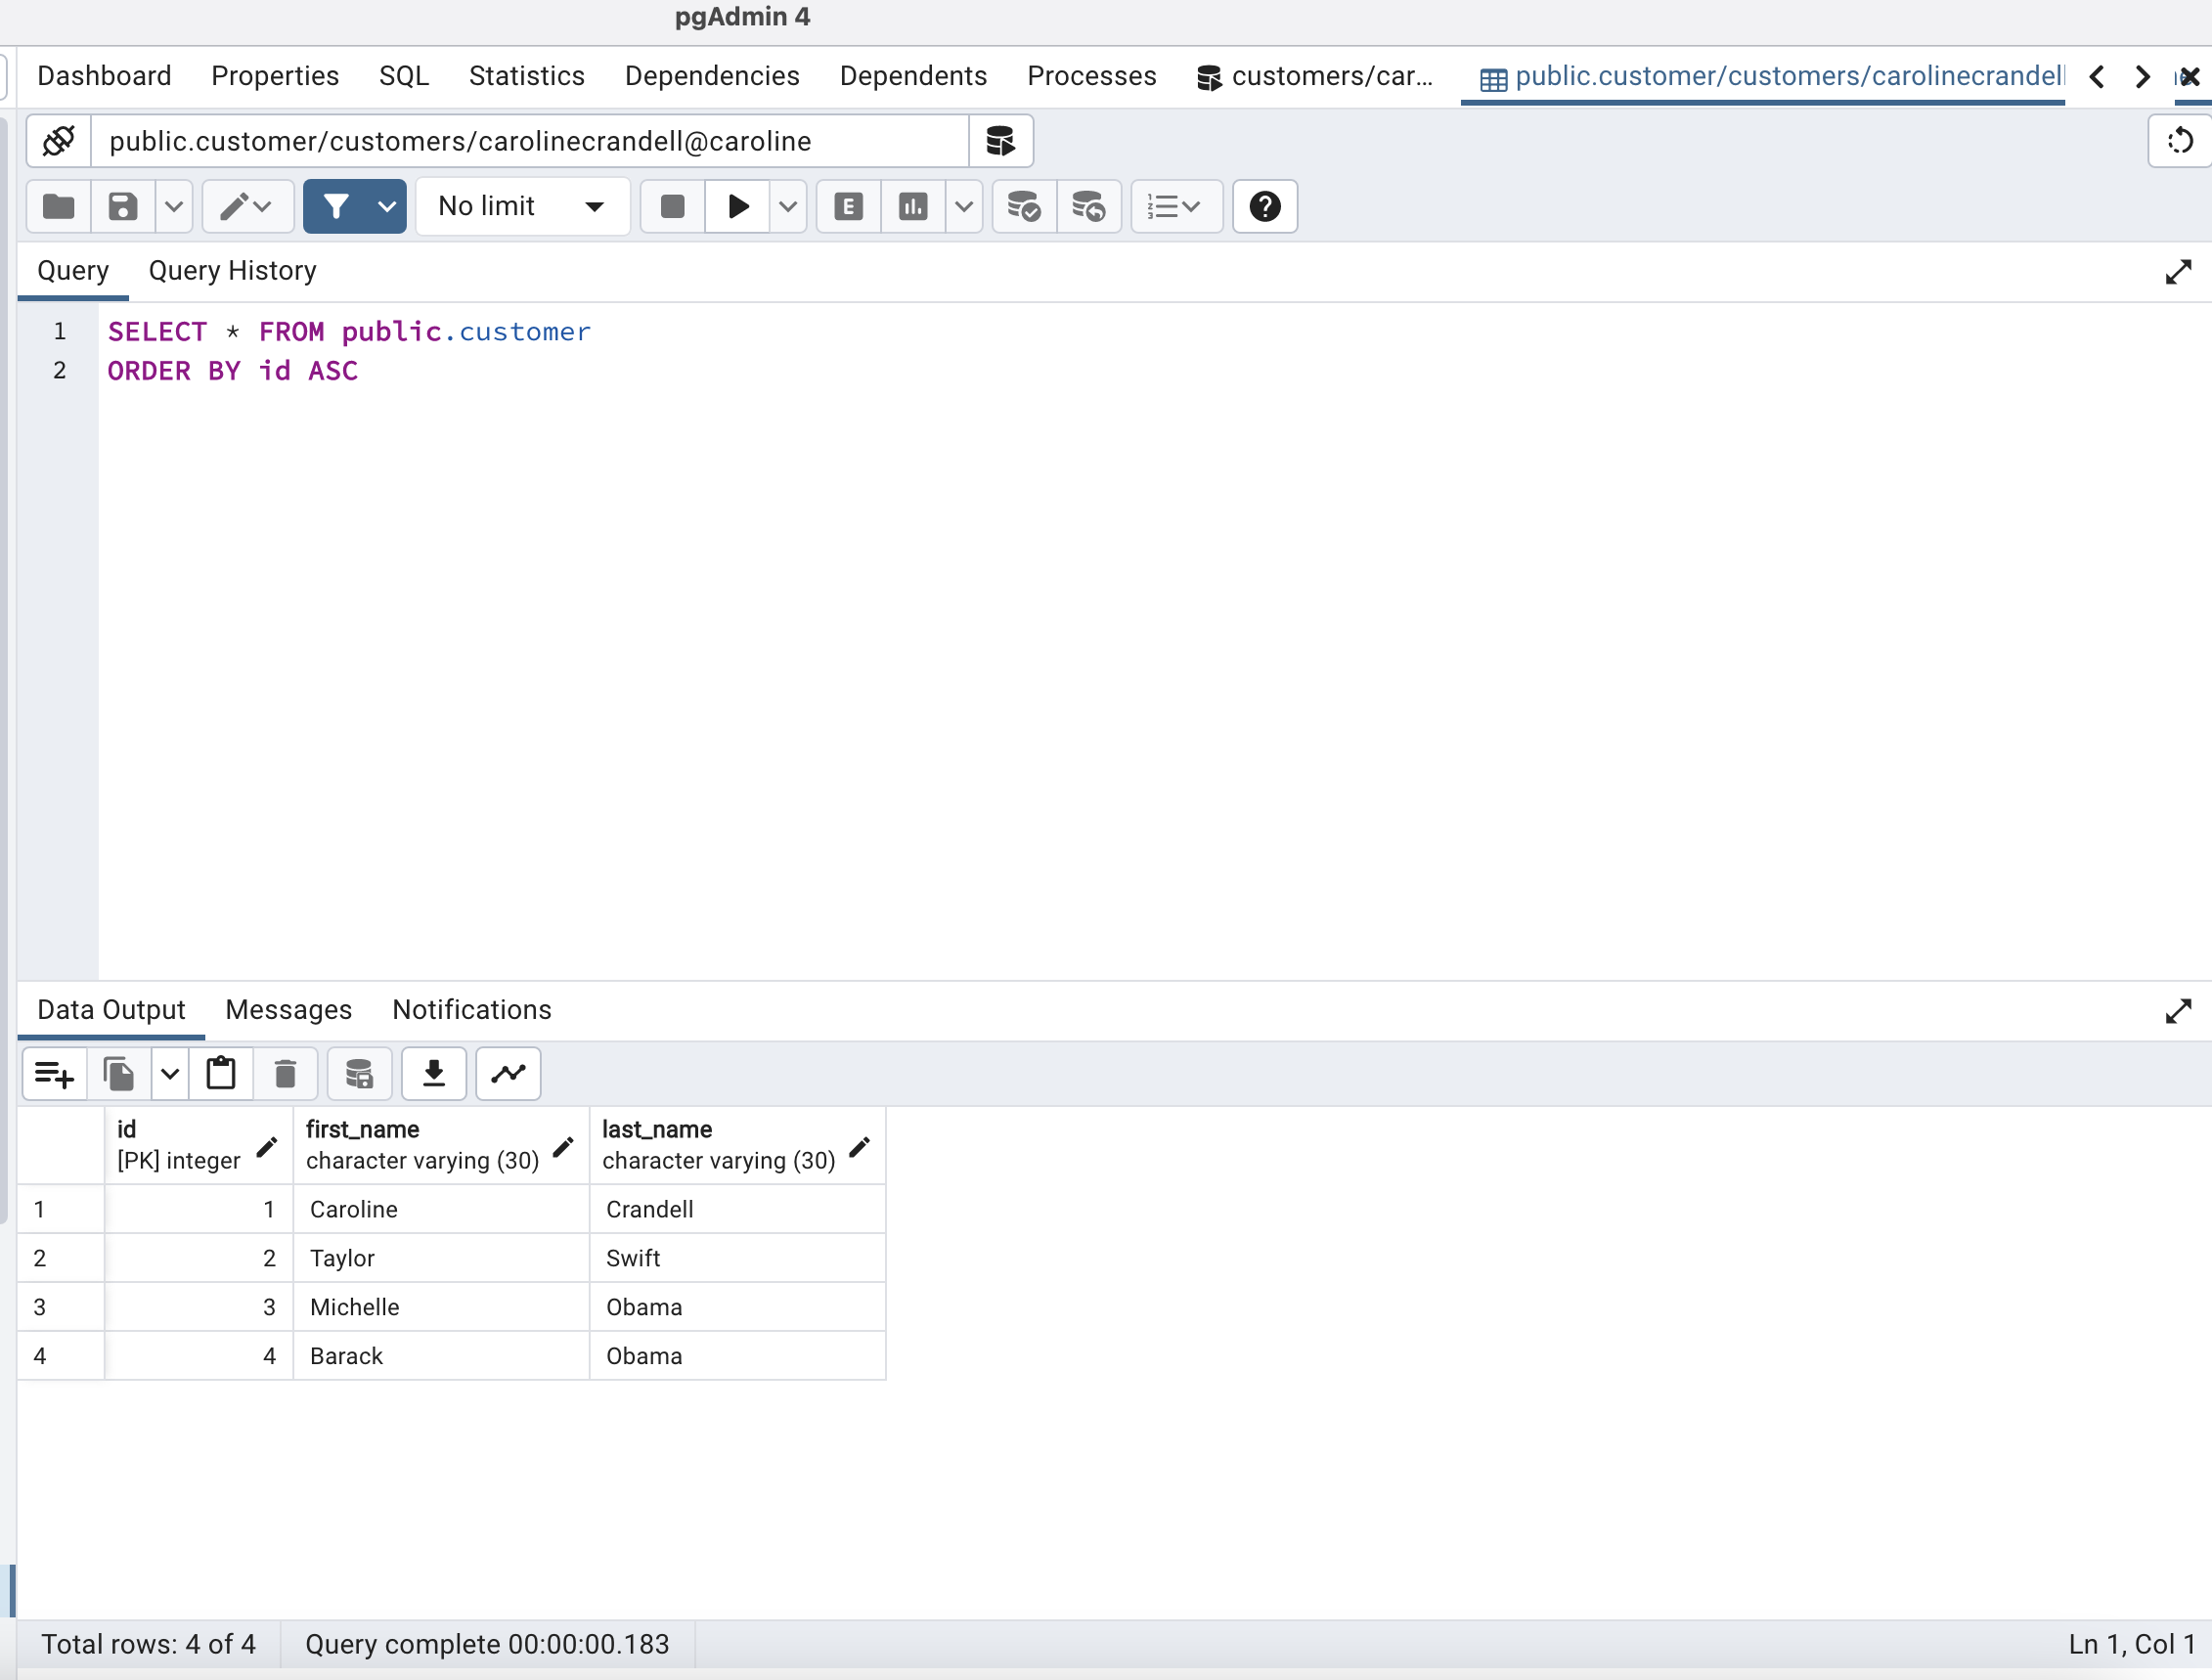 pgAdmin 4
Dashboard Properties SQL Statistics Dependencies Dependents Processes customers/car... public.customer/customers/carolinecrandell
public.customer/customers/carolinecrandell@caroline
No limit E
Query Query History
1 SELECT * FROM public.customer
2 ORDER BY id ASC
Data Output Messages Notifications
id first_name last_name
[PK] integer character varying (30) character varying (30)
1 1 Caroline Crandell
2 2 Taylor Swift
3 3 Michelle Obama
4 4 Barack Obama
Total rows: 4 of 4 Query complete 00:00:00.183 Ln 1, Col 1